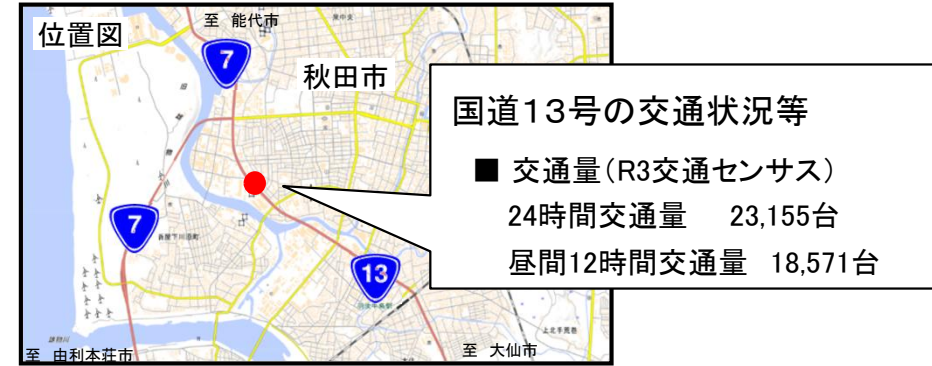 位置図
至 能代市
7
秋田市
国道13号の交通状況等
■ 交通量(R3交通センサス)
24時間交通量 23,155台
昼間12時間交通量 18,571台
7
13
至 由利本荘市
至 大仙市